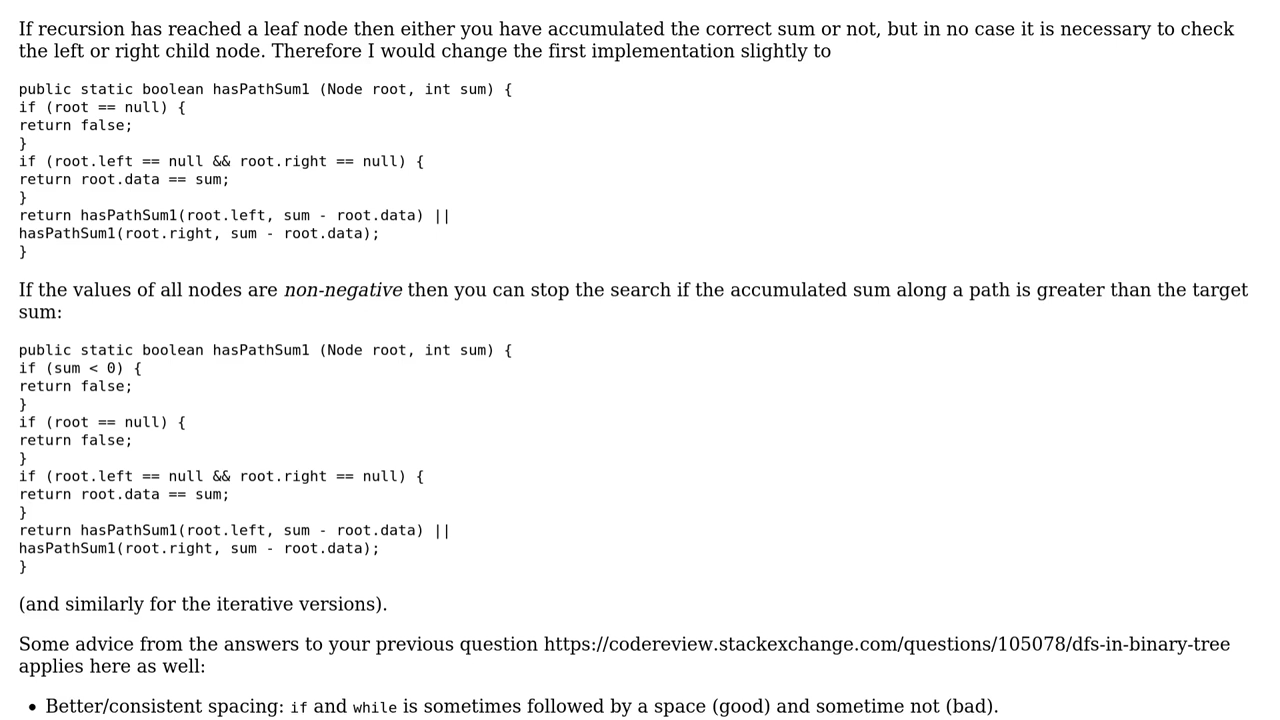 If recursion has reached a leaf node then either you have accumulated the correct sum or not, but in no case it is necessary to check
the left or right child node. Therefore I would change the first implementation slightly to
public static boolean hasPathSum1 (Node root, int sum) {
if (root == null) {
return false;
}
if (root.left == null && root.right == null) {
return root.data == sum;
}
return hasPathSum1(root.left, sum - root.data) ||
hasPathSum1(root.right, sum - root.data);
}
If the values of all nodes are non-negative then you can stop the search if the accumulated sum along a path is greater than the target
sum:
public static boolean hasPathSum1 (Node root, int sum) {
if (sum < 0) {
return false;
}
if (root == null) {
return false;
}
if (root.left == null && root.right == null) {
return root.data == sum;
}
return hasPathSum1(root.left, sum - root.data) ||
hasPathSum1(root.right, sum - root.data);
}
(and similarly for the iterative versions).
Some advice from the answers to your previous question https://codereview.stackexchange.com/questions/105078/dfs-in-binary-tree
applies here as well:
• Better/consistent spacing: if and while is sometimes followed by a space (good) and sometime not (bad).